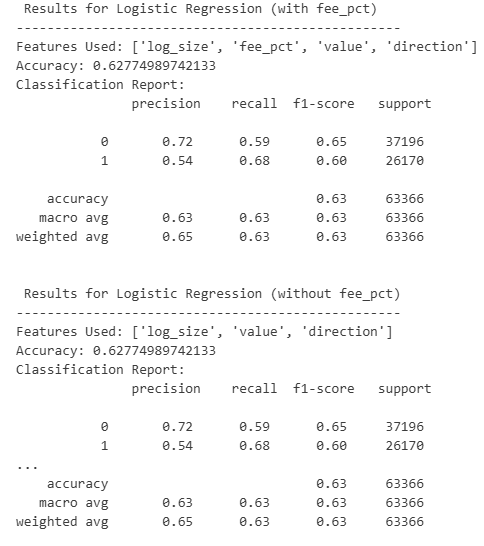 Results for Logistic Regression (with fee_pct)
--------------------------------------------------
Features Used: ['log_size', 'fee_pct', 'value', 'direction']
Accuracy: 0.62774989742133
Classification Report:
precision recall f1-score support
0 0.72 0.59 0.65 37196
1 0.54 0.68 0.60 26170
accuracy 0.63 63366
macro avg 0.63 0.63 0.63 63366
weighted avg 0.65 0.63 0.63 63366
Results for Logistic Regression (without fee_pct)
--------------------------------------------------
Features Used: ['log_size', 'value', 'direction']
Accuracy: 0.62774989742133
Classification Report:
precision recall f1-score support
0 0.72 0.59 0.65 37196
1 0.54 0.68 0.60 26170
...
accuracy 0.63 63366
macro avg 0.63 0.63 0.63 63366
weighted avg 0.65 0.63 0.63 63366